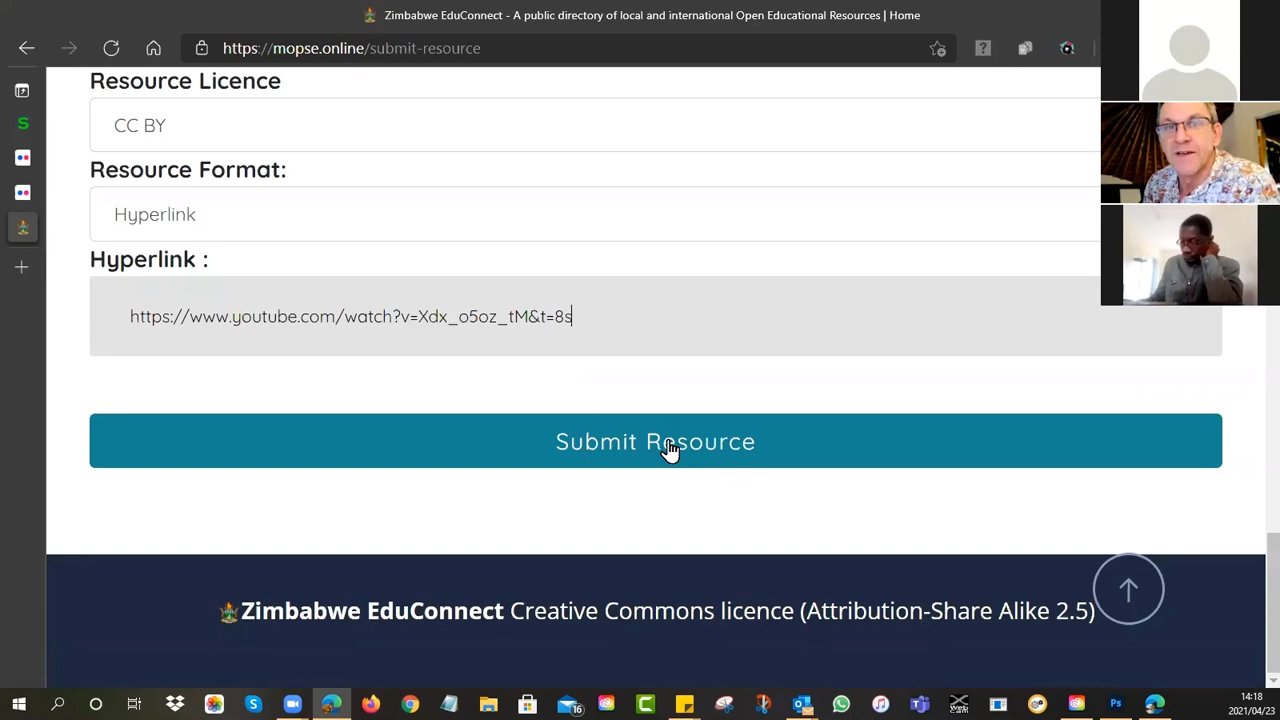 Zimbabwe EduConnect - A public directory of local and international Open Educational Resources | Home
https://mopse.online/submit-resource
S
?
Resource Licence
CC BY
Resource Format:
Hyperlink
Hyperlink :
https://www.youtube.com/watch?v=Xdx_o5oz_tM&t=8s
Submit Resource
Zimbabwe EduConnect Creative Commons licence (Attribution-Share Alike 2.5)
16
Ps
14:18
2021/04/23